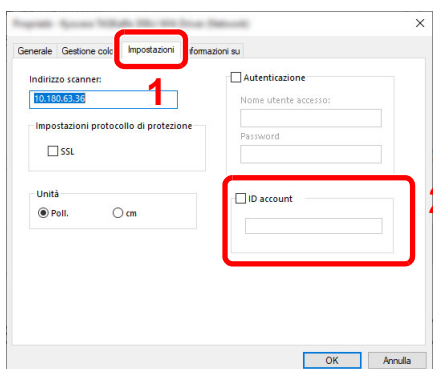 Generale Gestione colo Impostazioni nformazioni su
Indirizzo scanner:
10.180.63.36
1
Impostazioni protocollo di protezione
SSL
Unità
Poll. cm
Autenticazione
Nome utente accesso:
Password
ID account
OK Annulla